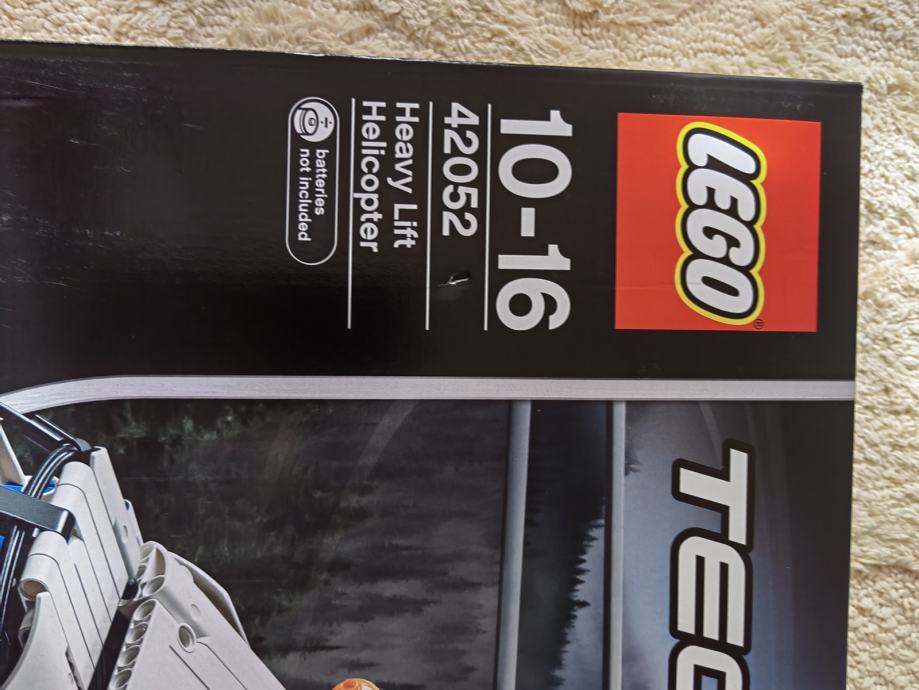 LEGO®
10-16
42052
Heavy Lift
Helicopter
batteries
not included
TEC